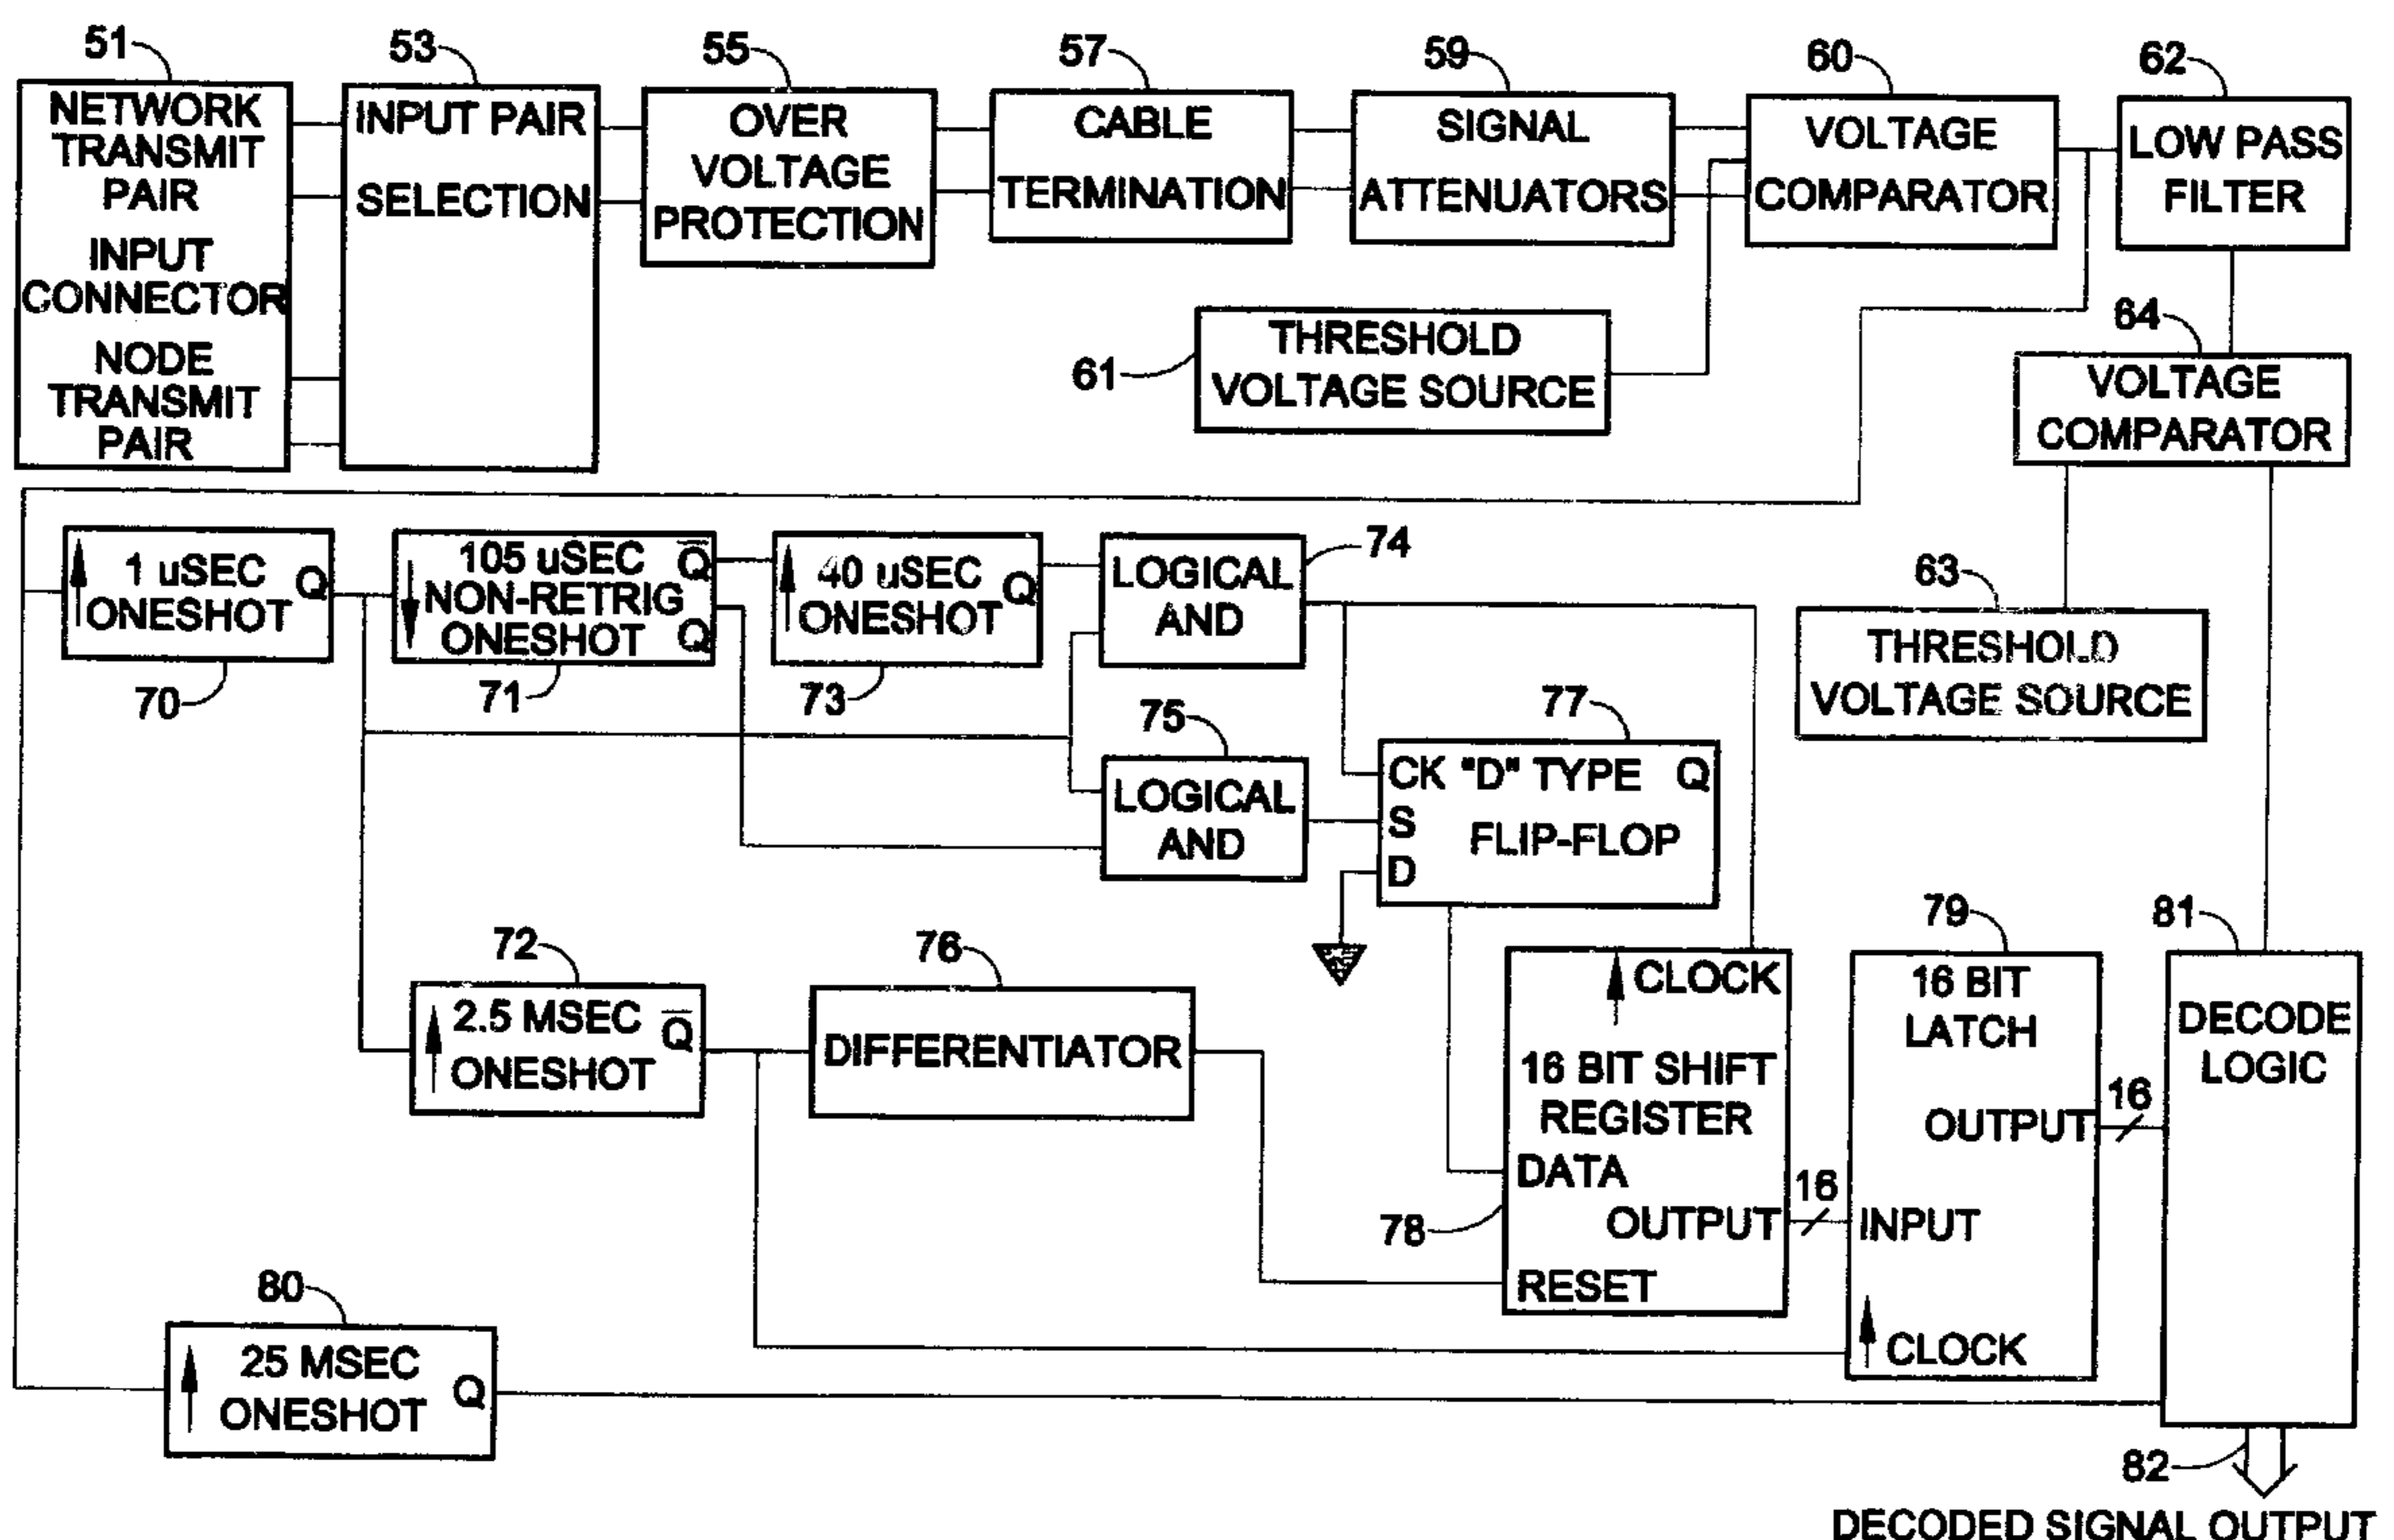 51
53
55
57
59
60
62
NETWORK
TRANSMIT
PAIR
INPUT
CONNECTOR
NODE
TRANSMIT
PAIR
INPUT PAIR
SELECTION
OVER
VOLTAGE
PROTECTION
CABLE
TERMINATION
SIGNAL
ATTENUATORS
VOLTAGE
COMPARATOR
LOW PASS
FILTER
61
THRESHOLD
VOLTAGE SOURCE
64
VOLTAGE
COMPARATOR
1 uSEC
ONESHOT
Q
70
105 uSEC
NON-RETRIG
ONESHOT
Q̅
Q
71
40 uSEC
ONESHOT
Q
73
LOGICAL
AND
74
63
THRESHOLD
VOLTAGE SOURCE
75
LOGICAL
AND
77
CK "D" TYPE Q
S FLIP-FLOP
D
72
2.5 MSEC
ONESHOT
Q̅
76
DIFFERENTIATOR
CLOCK
16 BIT SHIFT
REGISTER
DATA
OUTPUT
RESET
78
16
79
16 BIT
LATCH
OUTPUT
INPUT
CLOCK
16
81
DECODE
LOGIC
80
25 MSEC
ONESHOT
Q
82
DECODED SIGNAL OUTPUT